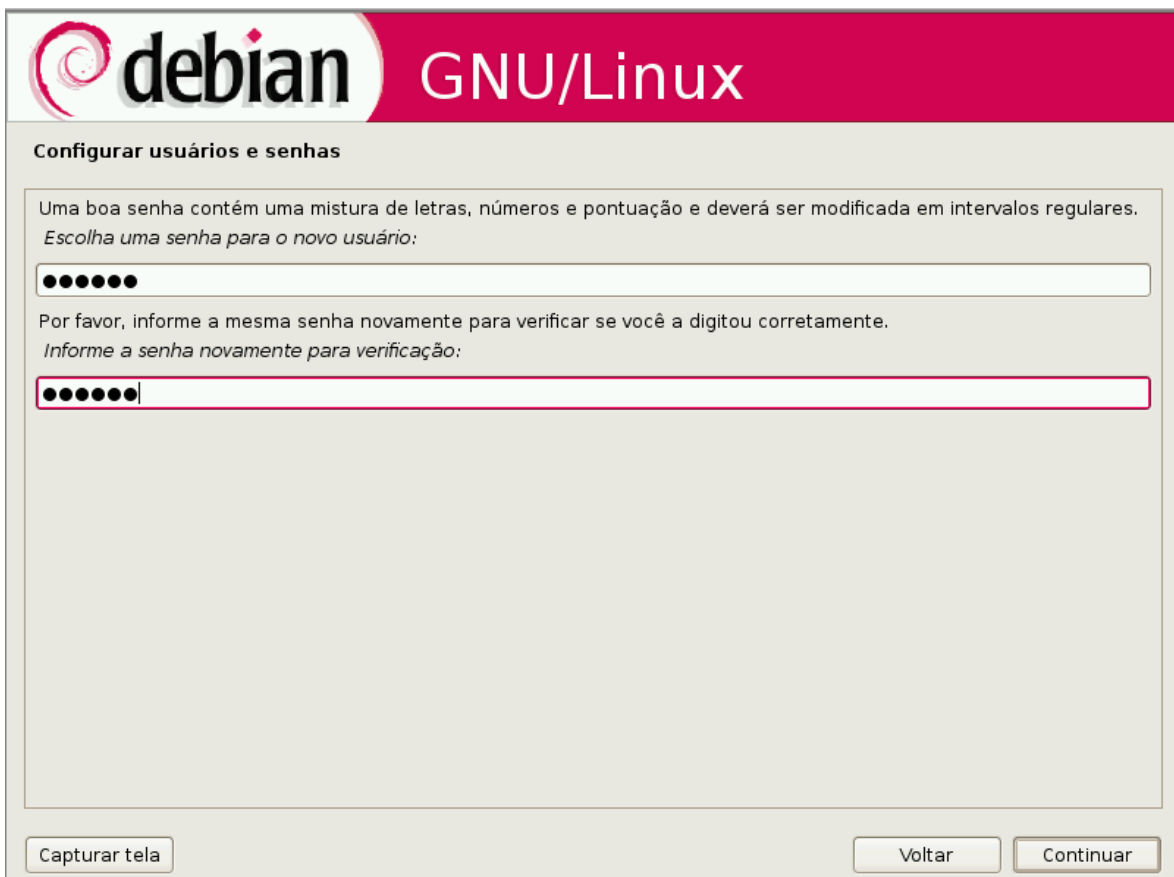 debian GNU/Linux
Configurar usuários e senhas
Uma boa senha contém uma mistura de letras, números e pontuação e deverá ser modificada em intervalos regulares.
Escolha uma senha para o novo usuário:
●●●●●●
Por favor, informe a mesma senha novamente para verificar se você a digitou corretamente.
Informe a senha novamente para verificação:
●●●●●●
Capturar tela Voltar Continuar